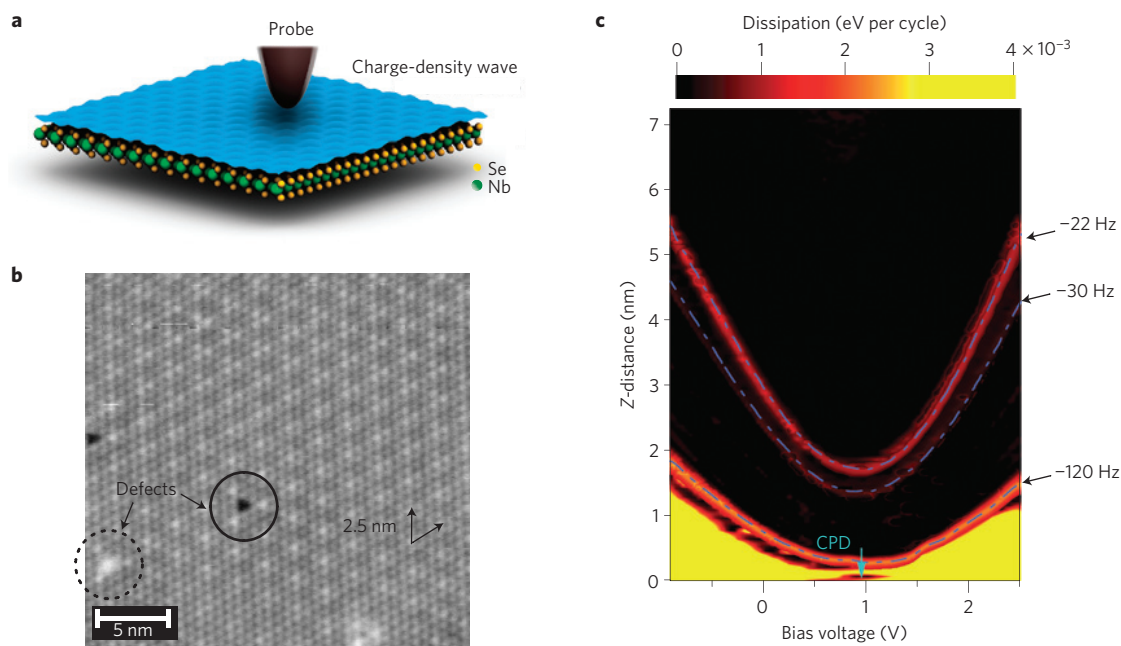 a
Probe
Charge-density wave
Se
Nb
b
Defects
2.5 nm
5 nm
c
Dissipation (eV per cycle)
0 1 2 3 4 × 10⁻³
7
6
5
4
3
2
1
0
Z-distance (nm)
−22 Hz
−30 Hz
−120 Hz
CPD
0 1 2
Bias voltage (V)